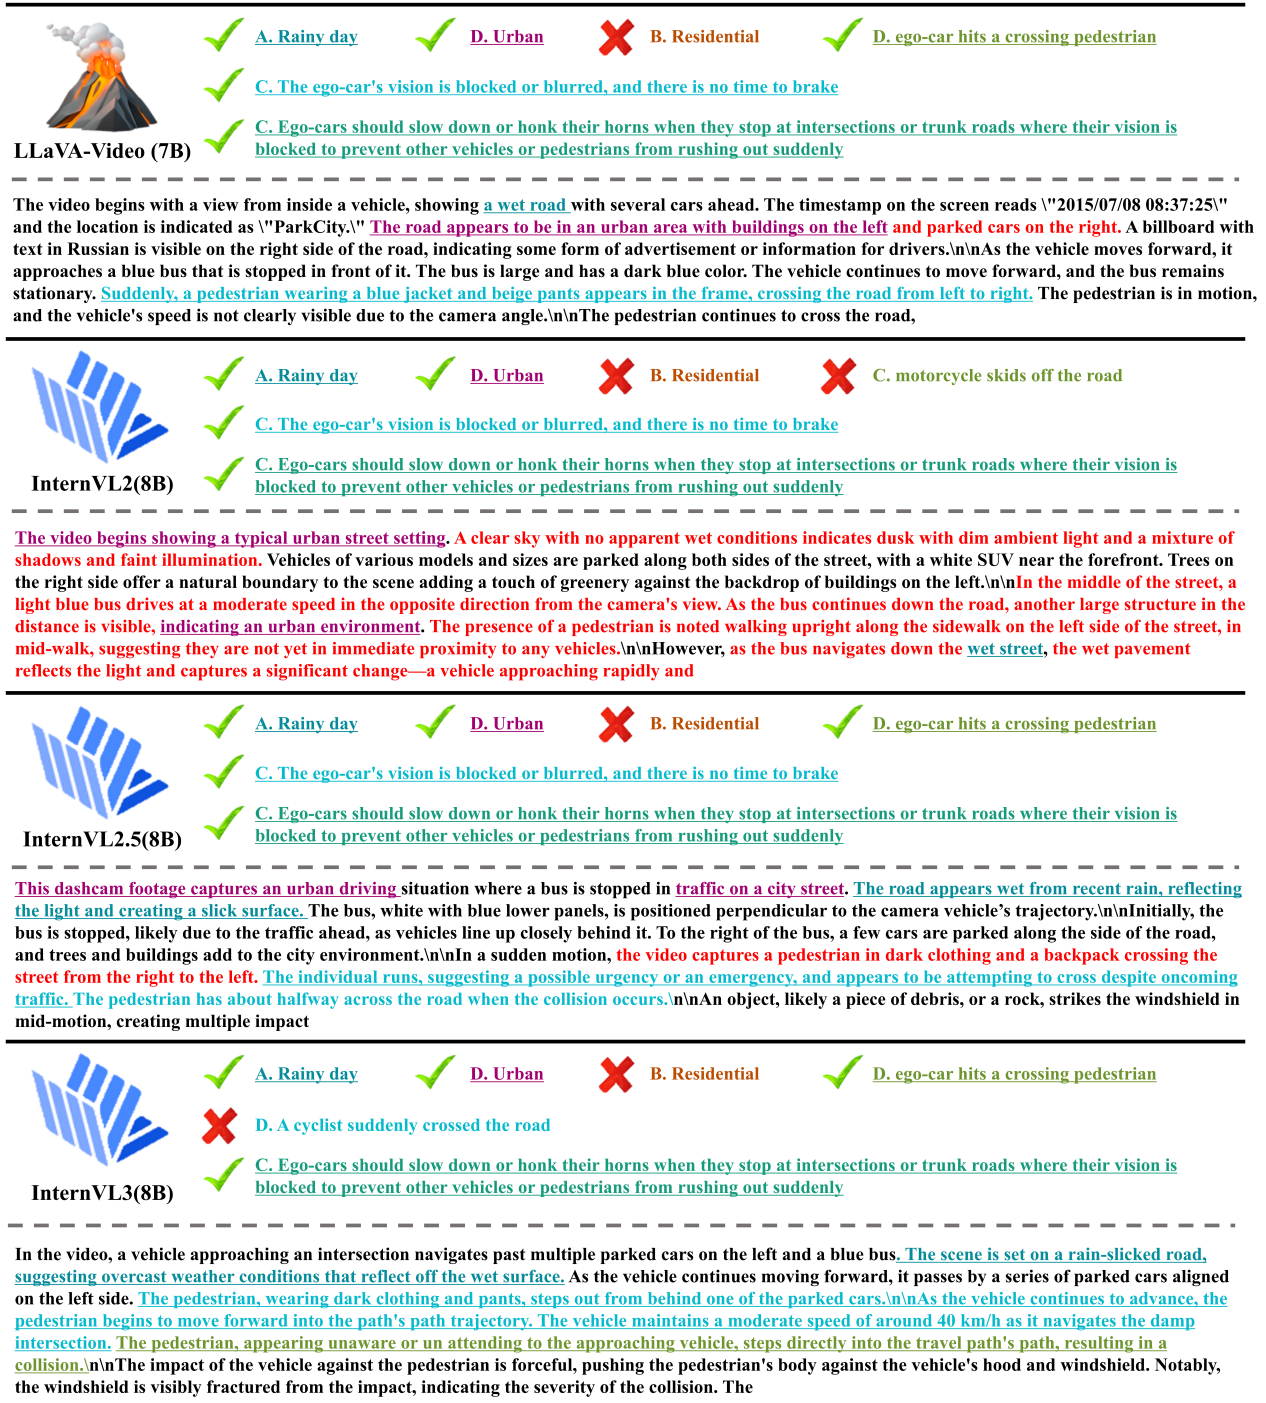 A. Rainy day D. Urban B. Residential D. ego-car hits a crossing pedestrian
C. The ego-car's vision is blocked or blurred, and there is no time to brake
C. Ego-cars should slow down or honk their horns when they stop at intersections or trunk roads where their vision is
blocked to prevent other vehicles or pedestrians from rushing out suddenly
LLaVA-Video (7B)
The video begins with a view from inside a vehicle, showing a wet road with several cars ahead. The timestamp on the screen reads \"2015/07/08 08:37:25\"
and the location is indicated as \"ParkCity.\" The road appears to be in an urban area with buildings on the left and parked cars on the right. A billboard with
text in Russian is visible on the right side of the road, indicating some form of advertisement or information for drivers.\n\nAs the vehicle moves forward, it
approaches a blue bus that is stopped in front of it. The bus is large and has a dark blue color. The vehicle continues to move forward, and the bus remains
stationary. Suddenly, a pedestrian wearing a blue jacket and beige pants appears in the frame, crossing the road from left to right. The pedestrian is in motion,
and the vehicle's speed is not clearly visible due to the camera angle.\n\nThe pedestrian continues to cross the road,
A. Rainy day D. Urban B. Residential C. motorcycle skids off the road
C. The ego-car's vision is blocked or blurred, and there is no time to brake
C. Ego-cars should slow down or honk their horns when they stop at intersections or trunk roads where their vision is
blocked to prevent other vehicles or pedestrians from rushing out suddenly
InternVL2(8B)
The video begins showing a typical urban street setting. A clear sky with no apparent wet conditions indicates dusk with dim ambient light and a mixture of
shadows and faint illumination. Vehicles of various models and sizes are parked along both sides of the street, with a white SUV near the forefront. Trees on
the right side offer a natural boundary to the scene adding a touch of greenery against the backdrop of buildings on the left.\n\nIn the middle of the street, a
light blue bus drives at a moderate speed in the opposite direction from the camera's view. As the bus continues down the road, another large structure in the
distance is visible, indicating an urban environment. The presence of a pedestrian is noted walking upright along the sidewalk on the left side of the street, in
mid-walk, suggesting they are not yet in immediate proximity to any vehicles.\n\nHowever, as the bus navigates down the wet street, the wet pavement
reflects the light and captures a significant change—a vehicle approaching rapidly and
A. Rainy day D. Urban B. Residential D. ego-car hits a crossing pedestrian
C. The ego-car's vision is blocked or blurred, and there is no time to brake
C. Ego-cars should slow down or honk their horns when they stop at intersections or trunk roads where their vision is
blocked to prevent other vehicles or pedestrians from rushing out suddenly
InternVL2.5(8B)
This dashcam footage captures an urban driving situation where a bus is stopped in traffic on a city street. The road appears wet from recent rain, reflecting
the light and creating a slick surface. The bus, white with blue lower panels, is positioned perpendicular to the camera vehicle's trajectory.\n\nInitially, the
bus is stopped, likely due to the traffic ahead, as vehicles line up closely behind it. To the right of the bus, a few cars are parked along the side of the road,
and trees and buildings add to the city environment.\n\nIn a sudden motion, the video captures a pedestrian in dark clothing and a backpack crossing the
street from the right to the left. The individual runs, suggesting a possible urgency or an emergency, and appears to be attempting to cross despite oncoming
traffic. The pedestrian has about halfway across the road when the collision occurs.\n\nAn object, likely a piece of debris, or a rock, strikes the windshield in
mid-motion, creating multiple impact
A. Rainy day D. Urban B. Residential D. ego-car hits a crossing pedestrian
D. A cyclist suddenly crossed the road
C. Ego-cars should slow down or honk their horns when they stop at intersections or trunk roads where their vision is
blocked to prevent other vehicles or pedestrians from rushing out suddenly
InternVL3(8B)
In the video, a vehicle approaching an intersection navigates past multiple parked cars on the left and a blue bus. The scene is set on a rain-slicked road,
suggesting overcast weather conditions that reflect off the wet surface. As the vehicle continues moving forward, it passes by a series of parked cars aligned
on the left side. The pedestrian, wearing dark clothing and pants, steps out from behind one of the parked cars.\n\nAs the vehicle continues to advance, the
pedestrian begins to move forward into the path's path trajectory. The vehicle maintains a moderate speed of around 40 km/h as it navigates the damp
intersection. The pedestrian, appearing unaware or un attending to the approaching vehicle, steps directly into the travel path's path, resulting in a
collision.\n\nThe impact of the vehicle against the pedestrian is forceful, pushing the pedestrian's body against the vehicle's hood and windshield. Notably,
the windshield is visibly fractured from the impact, indicating the severity of the collision. The